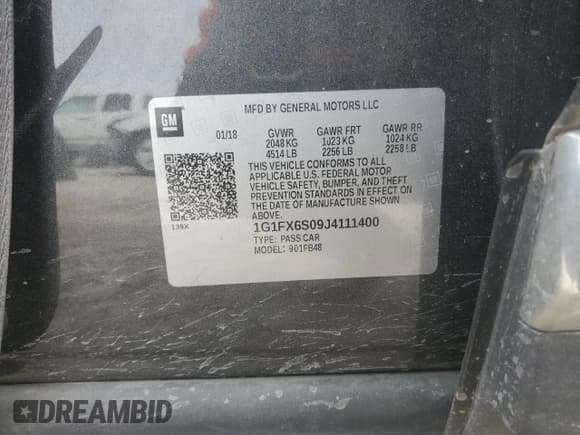 MFD BY GENERAL MOTORS LLC
GM
01/18 GVWR GAWR FRT GAWR RR
2048 KG 1023 KG 1024 KG
4514 LB 2256 LB 2258 LB
THIS VEHICLE CONFORMS TO ALL
APPLICABLE U.S. FEDERAL MOTOR
VEHICLE SAFETY, BUMPER, AND THEFT
PREVENTION STANDARDS IN EFFECT ON
THE DATE OF MANUFACTURE SHOWN
ABOVE.
139X
1G1FX6S09J4111400
TYPE: PASS CAR
MODEL: 901FB48
DREAMBID